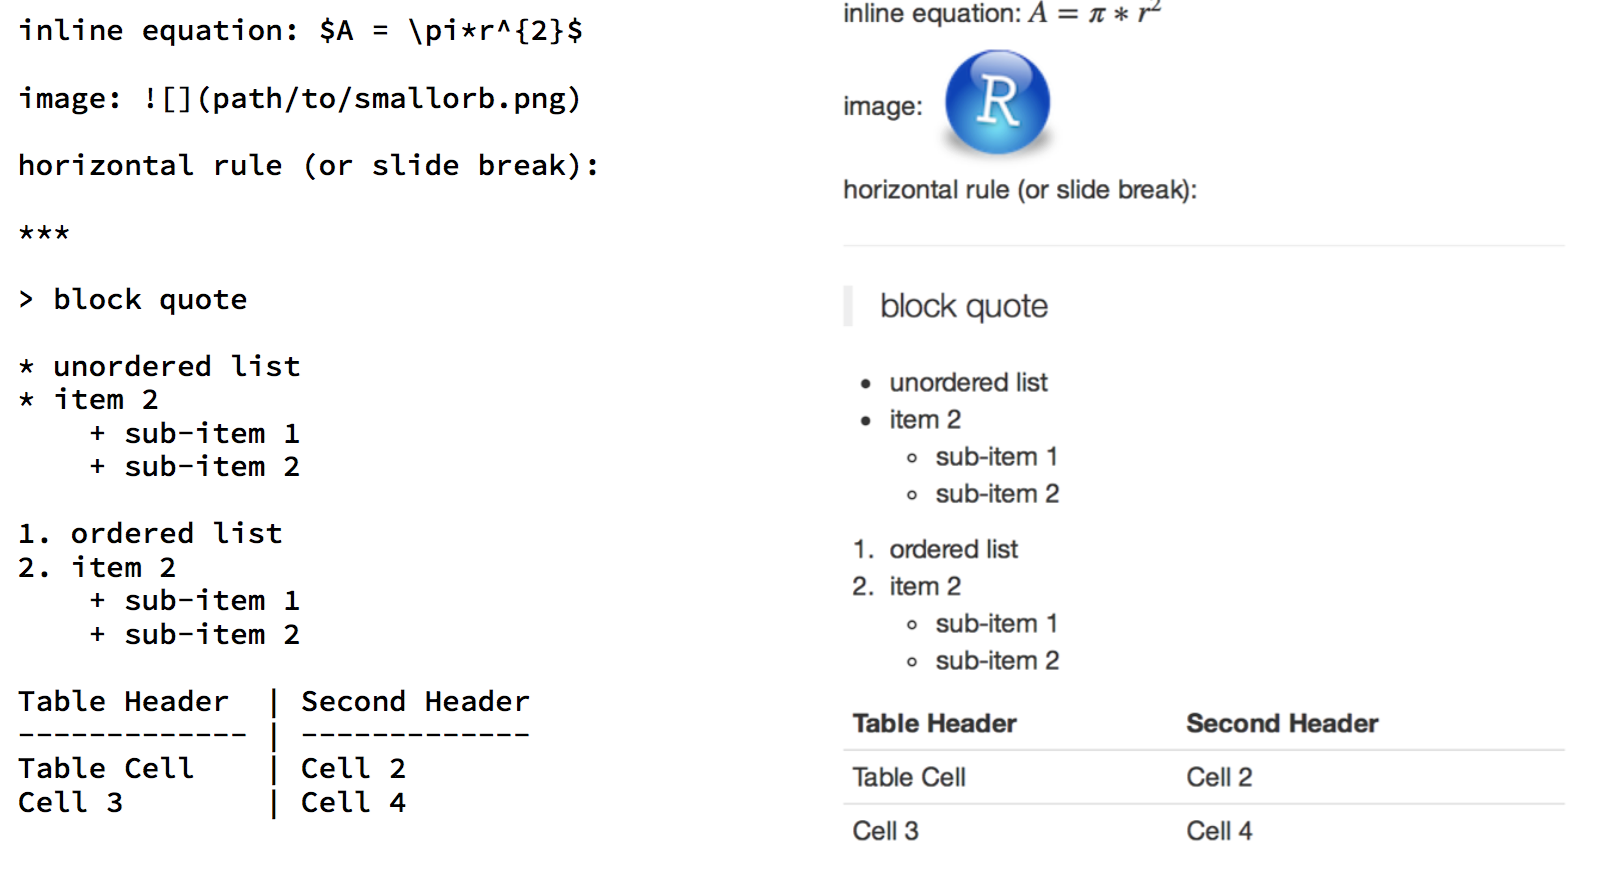 inline equation: $A = \pi*r^{2}$
image: ![](path/to/smallorb.png)
horizontal rule (or slide break):
***
> block quote
* unordered list
* item 2
    + sub-item 1
    + sub-item 2
1. ordered list
2. item 2
    + sub-item 1
    + sub-item 2
Table Header  | Second Header
------------- | -------------
Table Cell    | Cell 2
Cell 3        | Cell 4
inline equation: A = π * r²
image: R
horizontal rule (or slide break):
block quote
• unordered list
• item 2
◦ sub-item 1
◦ sub-item 2
1. ordered list
2. item 2
◦ sub-item 1
◦ sub-item 2
Table Header Second Header
Table Cell Cell 2
Cell 3 Cell 4